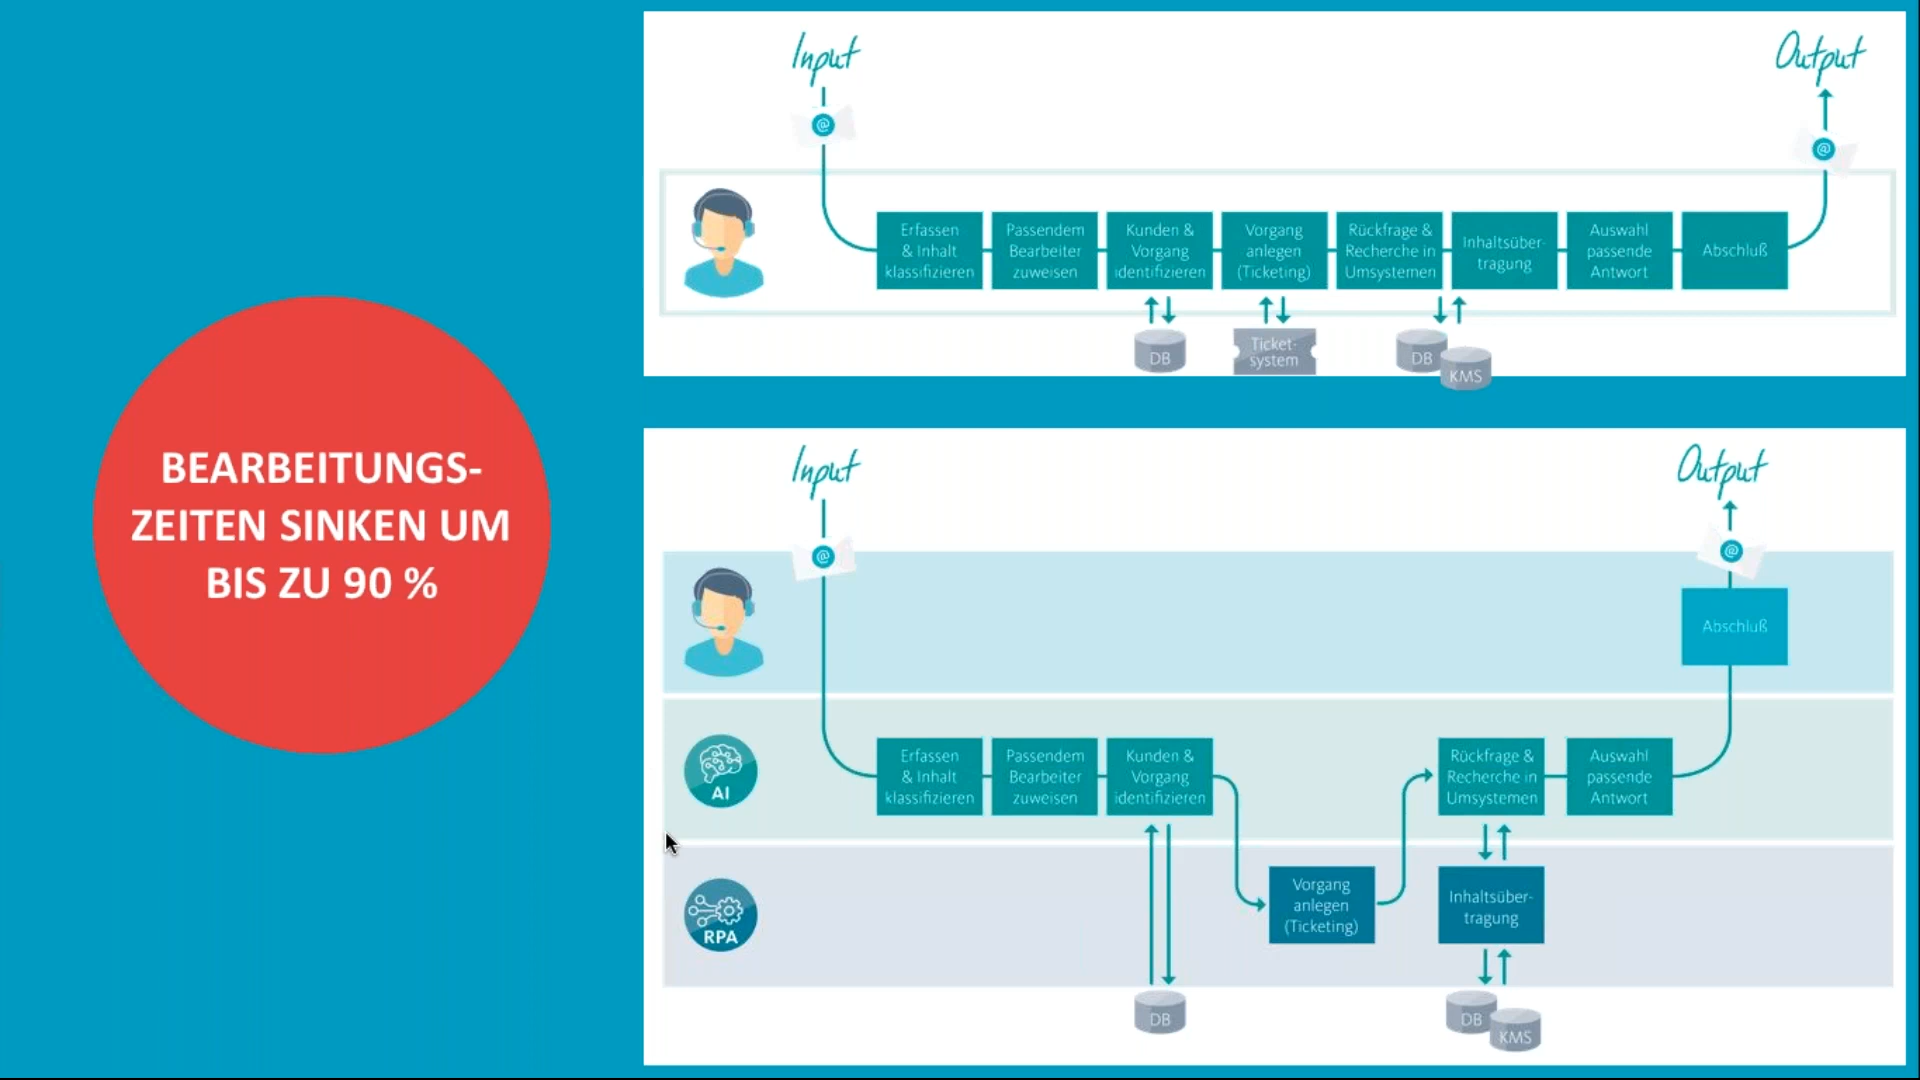 BEARBEITUNGS-
ZEITEN SINKEN UM
BIS ZU 90 %
Input
Output
@
@
Erfassen
& Inhalt
klassifizieren
Passendem
Bearbeiter
zuweisen
Kunden &
Vorgang
identifizieren
Vorgang
anlegen
(Ticketing)
Rückfrage &
Recherche in
Umsystemen
Inhaltsüber-
tragung
Auswahl
passende
Antwort
Abschluß
DB
Ticket-
system
DB
KMS
Input
Output
@
@
Abschluß
AI
Erfassen
& Inhalt
klassifizieren
Passendem
Bearbeiter
zuweisen
Kunden &
Vorgang
identifizieren
Rückfrage &
Recherche in
Umsystemen
Auswahl
passende
Antwort
RPA
Vorgang
anlegen
(Ticketing)
Inhaltsüber-
tragung
DB
DB
KMS